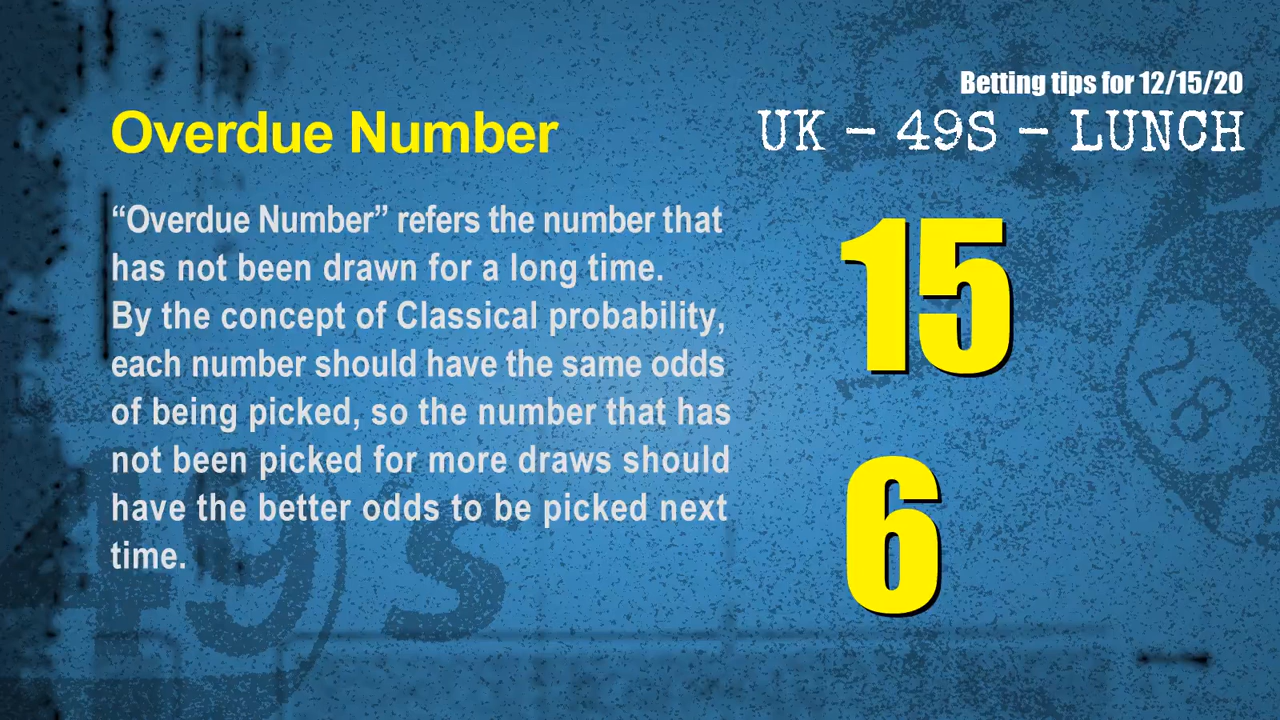 Betting tips for 12/15/20
UK - 49S - LUNCH
Overdue Number
“Overdue Number” refers the number that
has not been drawn for a long time.
By the concept of Classical probability,
each number should have the same odds
of being picked, so the number that has
not been picked for more draws should
have the better odds to be picked next
time.
15
6
28
49's